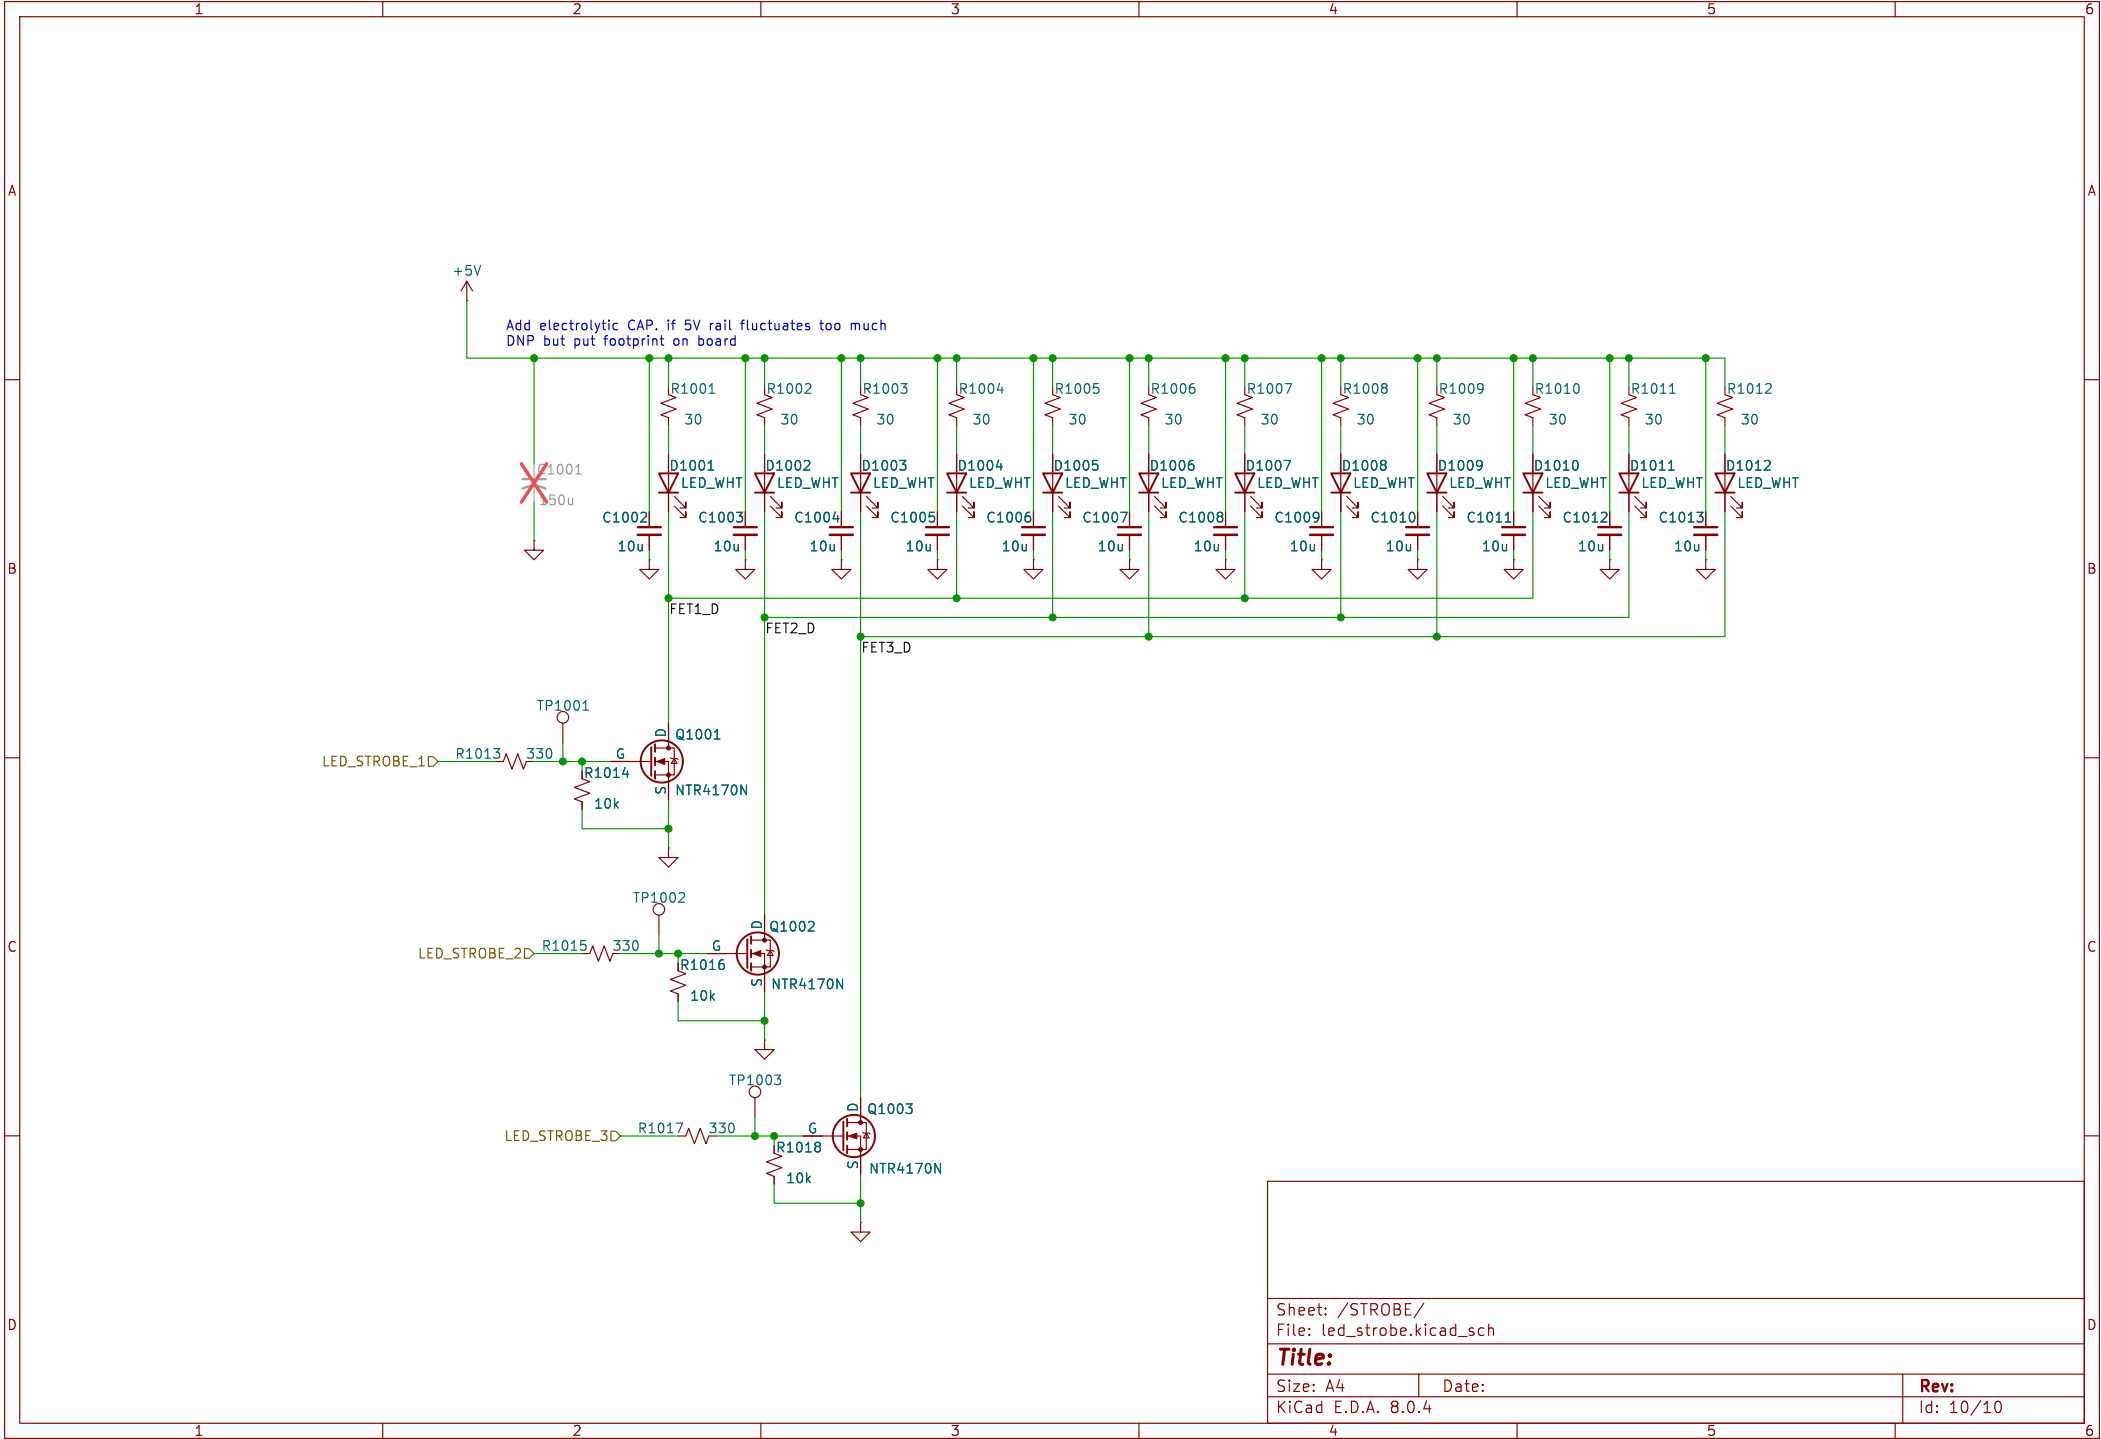 1 2 3 4 5 6
A A
+5V
Add electrolytic CAP. if 5V rail fluctuates too much
DNP but put footprint on board
R1001 R1002 R1003 R1004 R1005 R1006 R1007 R1008 R1009 R1010 R1011 R1012
30 30 30 30 30 30 30 30 30 30 30 30
C1001 D1001 D1002 D1003 D1004 D1005 D1006 D1007 D1008 D1009 D1010 D1011 D1012
LED_WHT LED_WHT LED_WHT LED_WHT LED_WHT LED_WHT LED_WHT LED_WHT LED_WHT LED_WHT LED_WHT LED_WHT
150u
C1002 C1003 C1004 C1005 C1006 C1007 C1008 C1009 C1010 C1011 C1012 C1013
10u 10u 10u 10u 10u 10u 10u 10u 10u 10u 10u 10u
B B
FET1_D
FET2_D
FET3_D
TP1001
D Q1001
LED_STROBE_1 R1013 330 G
R1014
S NTR4170N
10k
TP1002
D Q1002
C C
LED_STROBE_2 R1015 330 G
R1016
S NTR4170N
10k
TP1003
D Q1003
LED_STROBE_3 R1017 330 G
R1018
S NTR4170N
10k
Sheet: /STROBE/
D D
File: led_strobe.kicad_sch
Title:
Size: A4 Date: Rev:
KiCad E.D.A. 8.0.4 Id: 10/10
1 2 3 4 5 6